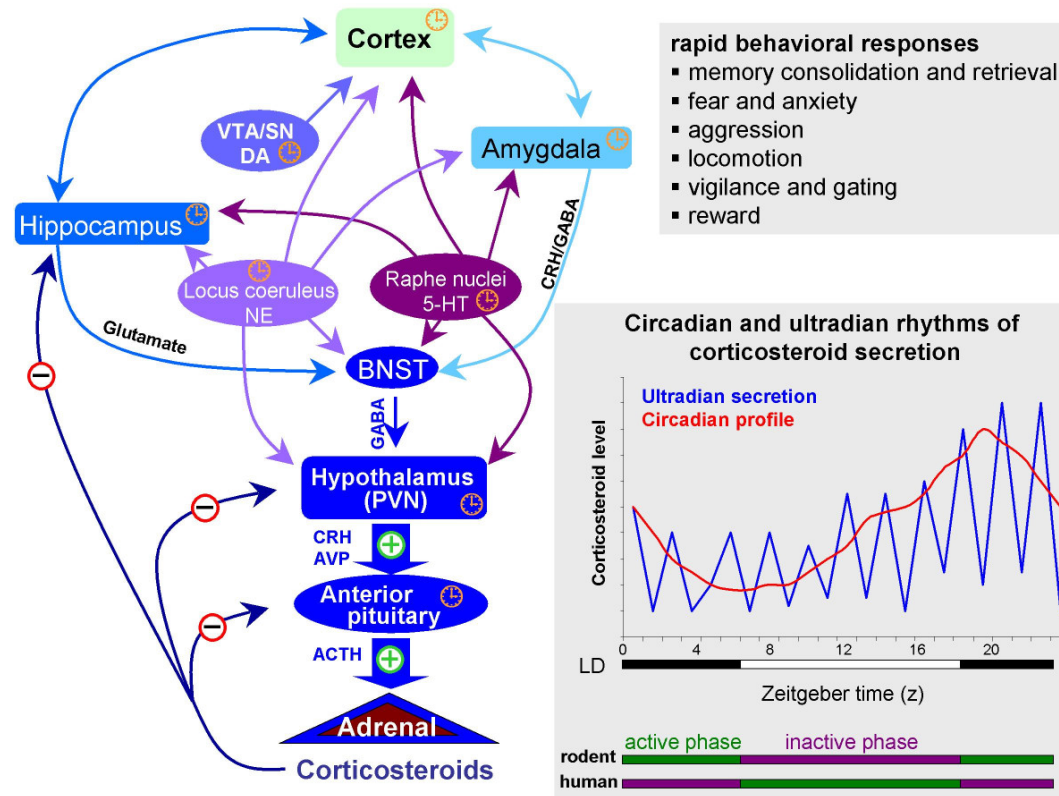 Cortex
VTA/SN
DA
Amygdala
Hippocampus
Locus coeruleus
NE
Raphe nuclei
5-HT
CRH/GABA
Glutamate
BNST
GABA
Hypothalamus
(PVN)
CRH
AVP
Anterior
pituitary
ACTH
Adrenal
Corticosteroids
rapid behavioral responses
▪ memory consolidation and retrieval
▪ fear and anxiety
▪ aggression
▪ locomotion
▪ vigilance and gating
▪ reward
Circadian and ultradian rhythms of
corticosteroid secretion
Ultradian secretion
Circadian profile
Corticosteroid level
0 4 8 12 16 20
LD
Zeitgeber time (z)
active phase inactive phase
rodent
human